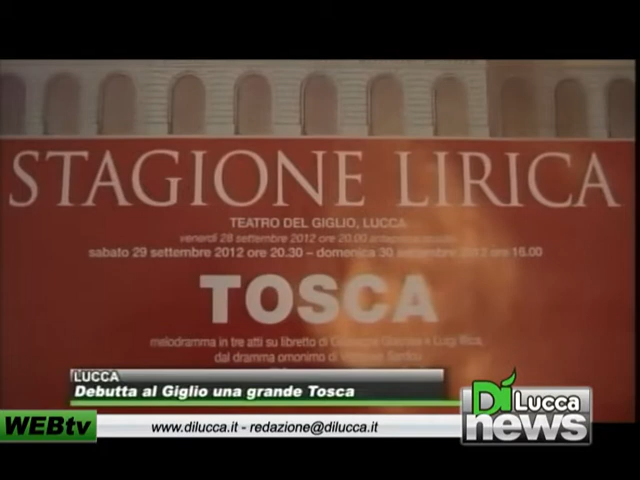 STAGIONE LIRICA
TEATRO DEL GIGLIO, LUCCA
venerdì 28 settembre 2012 ore 20.00
sabato 29 settembre 2012 ore 20.30 – domenica 30 settembre 2012 ore 16.00
TOSCA
melodramma in tre atti su libretto di Giuseppe Giacosa e Luigi Illica,
dal dramma omonimo di Victorien Sardou
LUCCA
Debutta al Giglio una grande Tosca
Dì Lucca
news
WEBtv
www.dilucca.it - redazione@dilucca.it